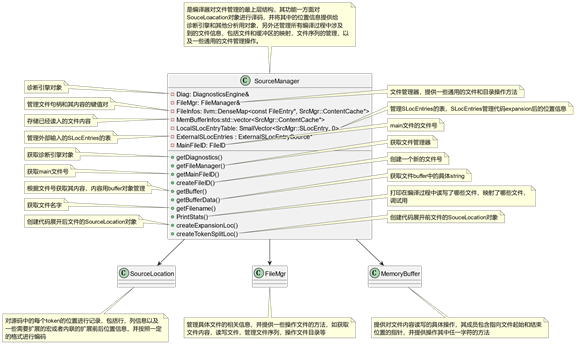 是编译器对文件管理的最上层结构，其功能一方面对
SouceLoacation对象进行译码，并将其中的位置信息提供给
诊断引擎和其他分析用对象，另外还管理所有编译过程中涉及
到的文件信息，包括文件和缓冲区的映射，文件序列的管理，以
及一些通用的文件管理操作。
SourceManager
Diag: DiagnosticsEngine&
FileMgr: FileManager&
FileInfos: llvm::DenseMap<const FileEntry*, SrcMgr::ContentCache*>
MemBufferInfos:std::vector<SrcMgr::ContentCache*>
LocalSLocEntryTable: SmallVector<SrcMgr::SLocEntry, 0>
ExternalSLocEntries : ExternalSLocEntrySource*
MainFileID: FileID
getDiagnostics()
getFileManager()
getMainFileID()
createFileID()
getBuffer()
getBufferData()
getFilename()
PrintStats()
createExpansionLoc()
createTokenSplitLoc()
诊断引擎对象
管理文件句柄和其内容的键值对
存储已经读入的文件内容
管理外部输入的SLocEntries的表
获取诊断引擎对象
获取main文件号
根据文件号获取其内容，内容用buffer对象管理
获取文件名字
创建代码展开后文件的SouceLocation对象
文件管理器，提供一些通用的文件和目录操作方法
管理SLocEntries的表，SLocEntries管理代码expansion后的位置信息
main文件的文件号
获取文件管理器
创建一个新的文件号
获取文件buffer中的具体string
打印在编译过程中读写了哪些文件，映射了哪些文件，
调试用
创建代码展开前文件的SouceLocation对象
SourceLocation
FileMgr
MemoryBuffer
对源码中的每个token的位置进行记录，包括行，列信息以及
一些需要扩展的宏或者内联的扩展前后位置信息，并按照一定
的格式进行编码
管理具体文件的相关信息，并提供一些操作文件的方法，如获取
文件内容，读写文件，管理文件序列，操作文件目录等
提供对文件内容读写的具体操作，其成员包含指向文件起始和结束
位置的指针，并提供操作其中任一字符的方法